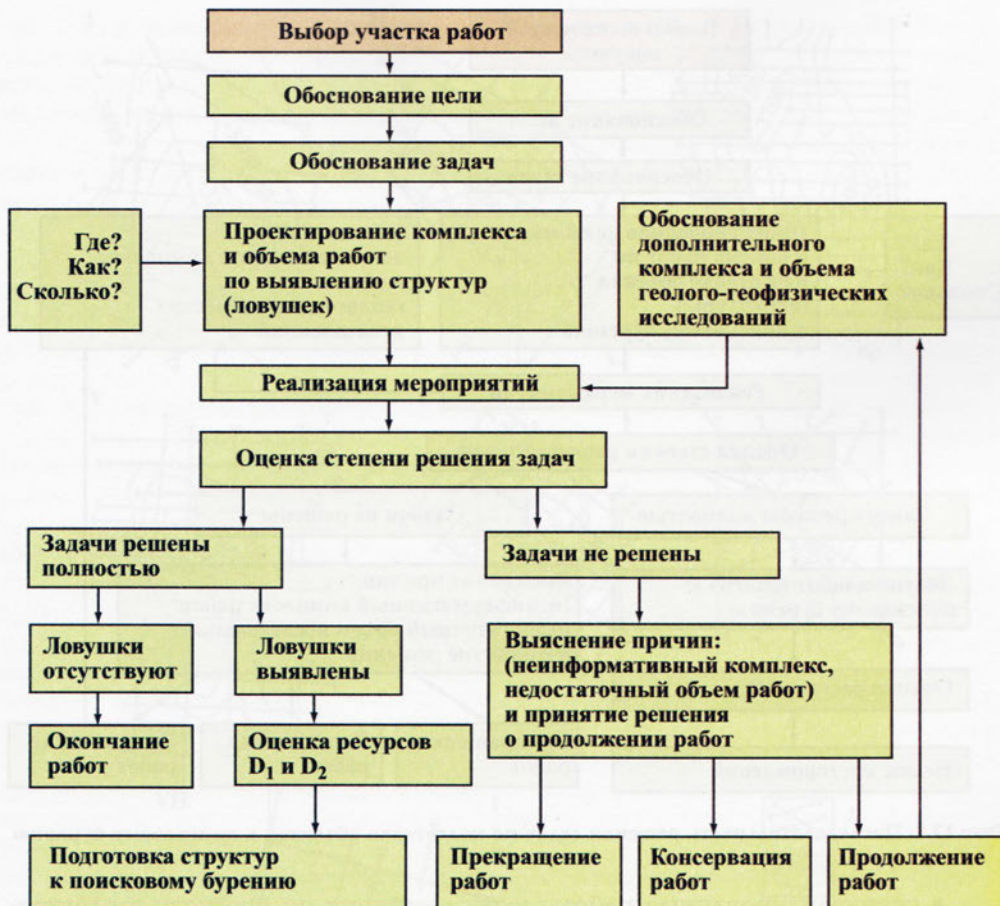 Выбор участка работ
Обоснование цели
Обоснование задач
Где?
Как?
Сколько?
Проектирование комплекса
и объема работ
по выявлению структур
(ловушек)
Обоснование
дополнительного
комплекса и объема
геолого-геофизических
исследований
Реализация мероприятий
Оценка степени решения задач
Задачи решены
полностью
Задачи не решены
Ловушки
отсутствуют
Ловушки
выявлены
Выяснение причин:
(неинформативный комплекс,
недостаточный объем работ)
и принятие решения
о продолжении работ
Окончание
работ
Оценка ресурсов
D₁ и D₂
Подготовка структур
к поисковому бурению
Прекращение
работ
Консервация
работ
Продолжение
работ